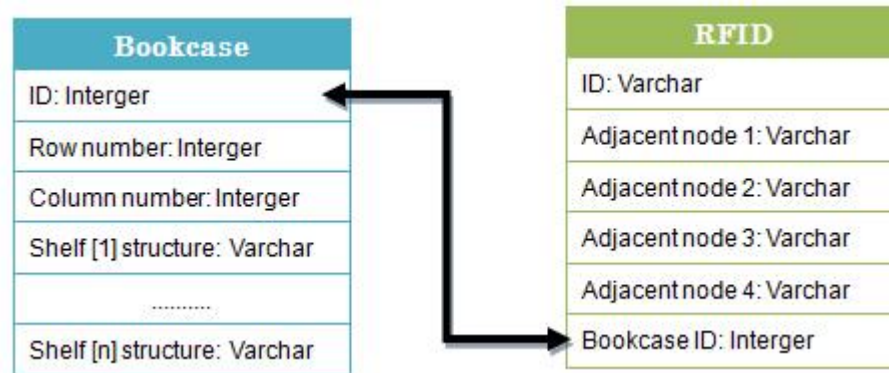 Bookcase
ID: Interger
Row number: Interger
Column number: Interger
Shelf [1] structure: Varchar
..........
Shelf [n] structure: Varchar
RFID
ID: Varchar
Adjacent node 1: Varchar
Adjacent node 2: Varchar
Adjacent node 3: Varchar
Adjacent node 4: Varchar
Bookcase ID: Interger